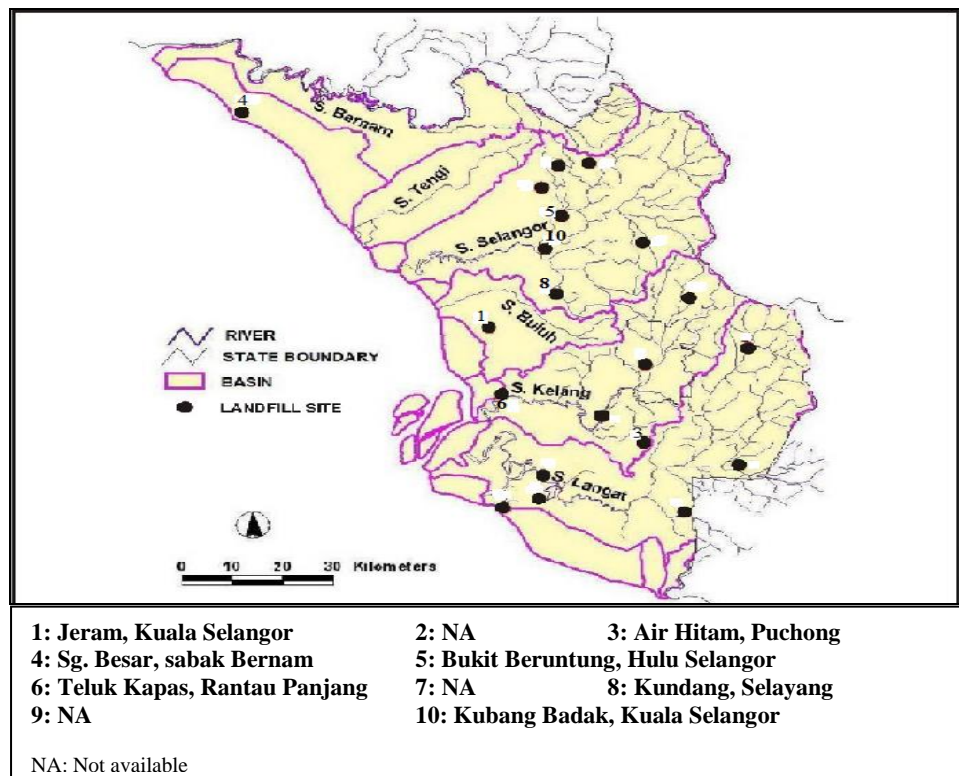 4
S. Bernam
S. Tengi
5
S. Selangor
10
8
S. Buluh
1
RIVER
STATE BOUNDARY
BASIN
LANDFILL SITE
S. Kelang
6
3
S. Langat
0 10 20 30 Kilometers
1: Jeram, Kuala Selangor 2: NA 3: Air Hitam, Puchong
4: Sg. Besar, sabak Bernam 5: Bukit Beruntung, Hulu Selangor
6: Teluk Kapas, Rantau Panjang 7: NA 8: Kundang, Selayang
9: NA 10: Kubang Badak, Kuala Selangor
NA: Not available